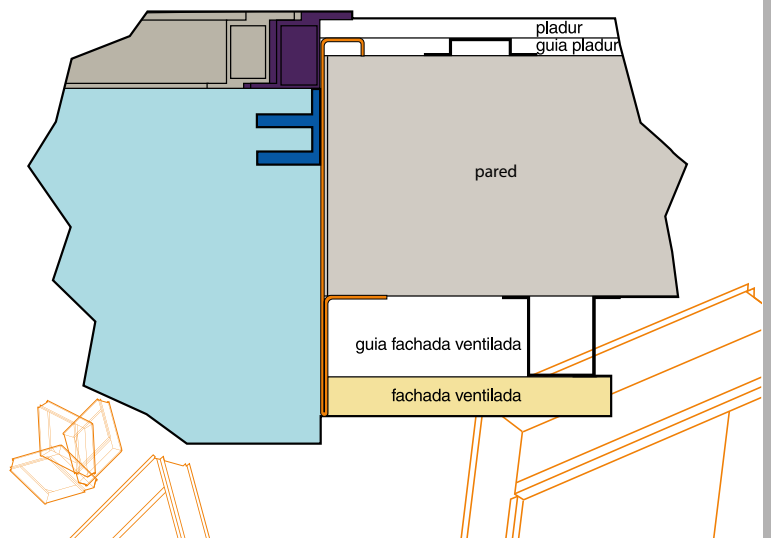 pladur
guia pladur
pared
guia fachada ventilada
fachada ventilada